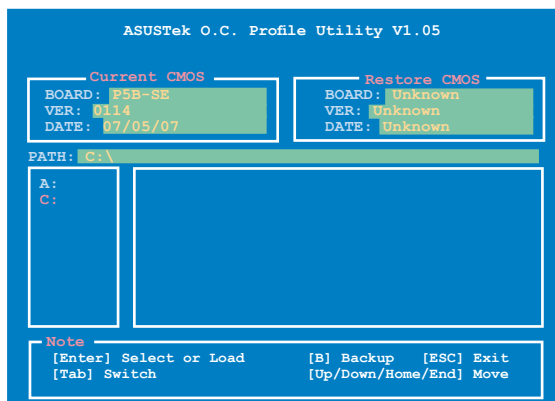 ASUSTek O.C. Profile Utility V1.05
Current CMOS
BOARD: P5B-SE
VER: 0114
DATE: 07/05/07
Restore CMOS
BOARD: Unknown
VER: Unknown
DATE: Unknown
PATH: C:\
A:
C:
Note
[Enter] Select or Load [B] Backup [ESC] Exit
[Tab] Switch [Up/Down/Home/End] Move